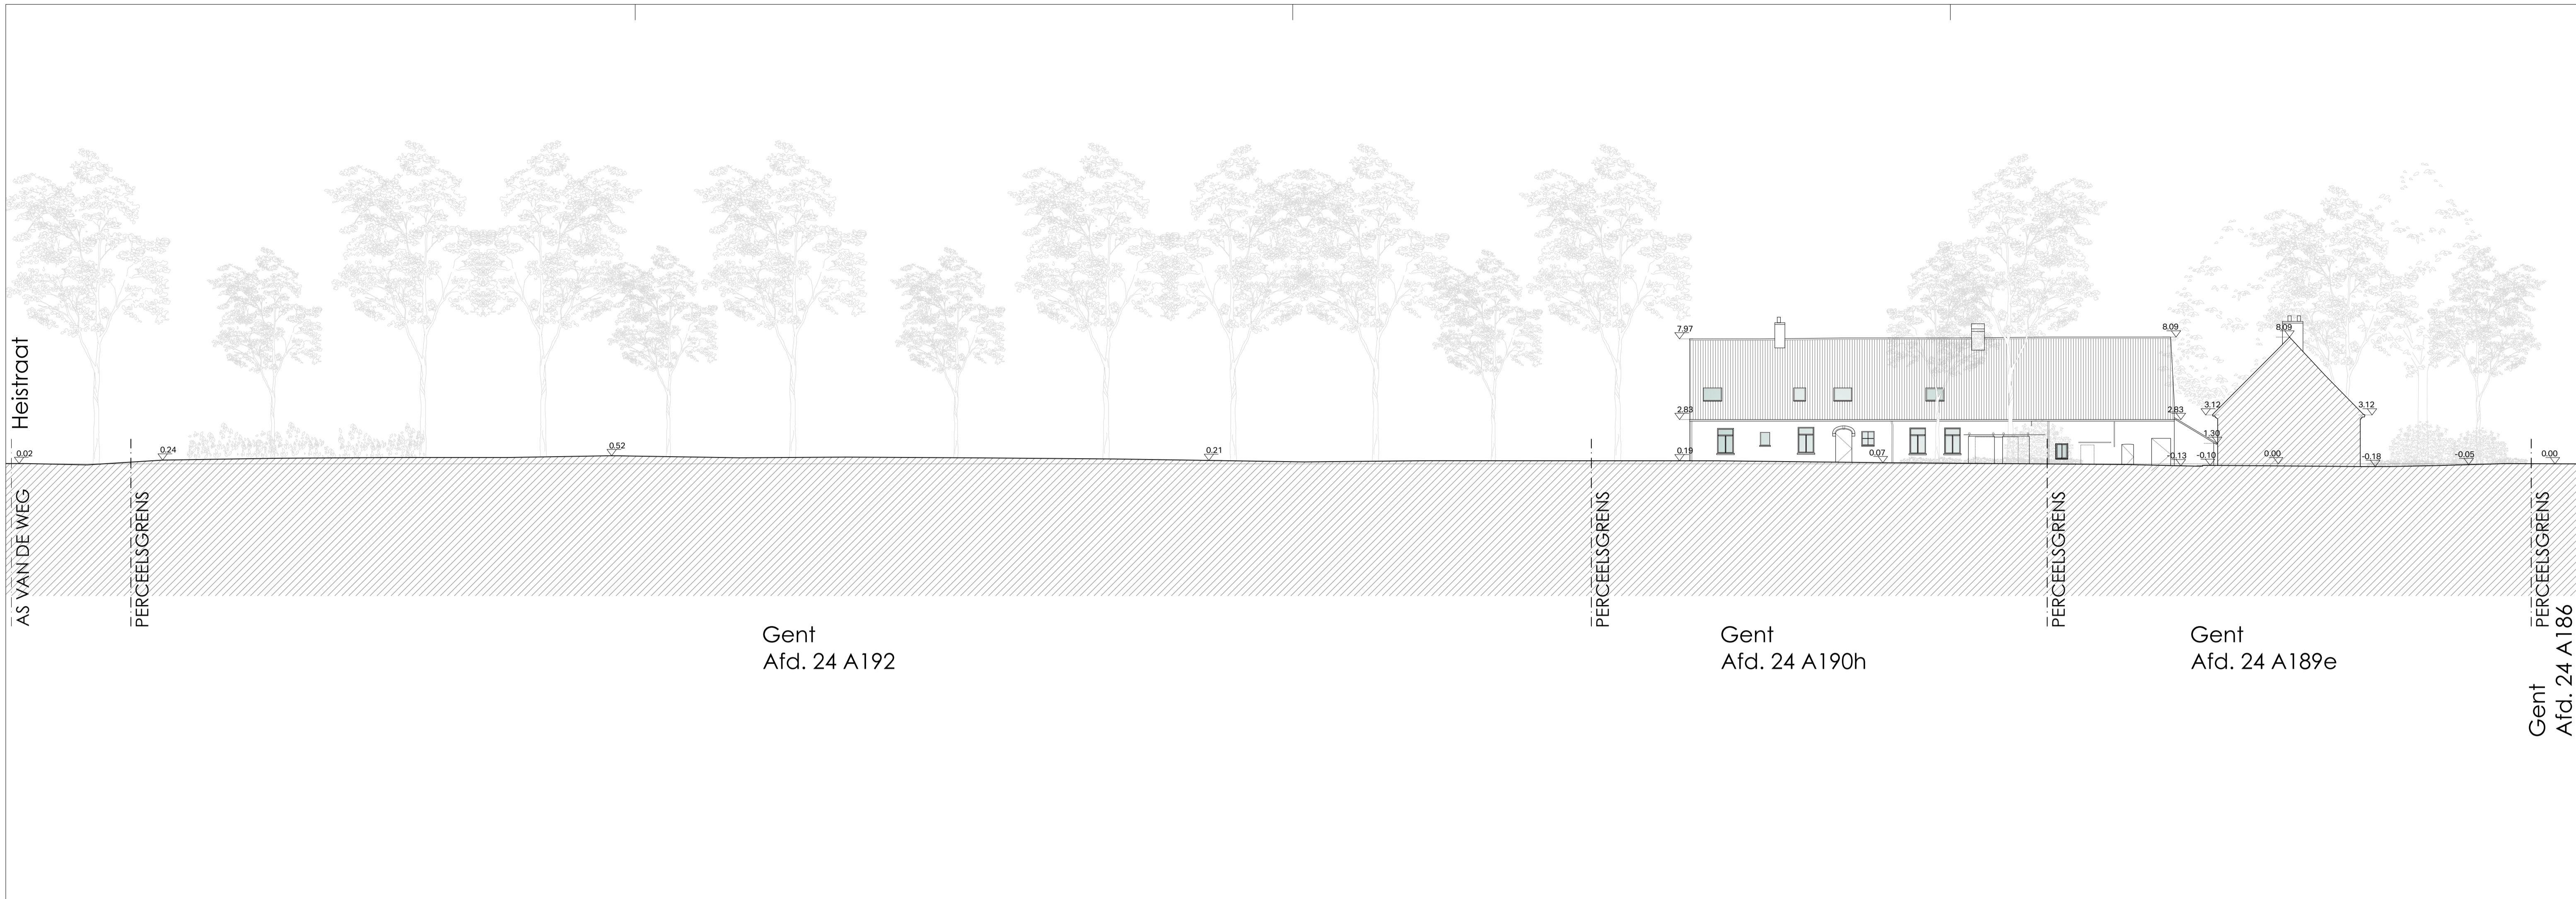 Heistraat
AS VAN DE WEG
PERCEELSGRENS
0.02
0.24
0.52
0.21
PERCEELSGRENS
7.97
2.83
0.19
0.07
8.09
2.83
-0.13
PERCEELSGRENS
3.12
1.30
-0.10
8.09
0.00
3.12
-0.18
-0.05
0.00
PERCEELSGRENS
Gent
Afd. 24 A192
Gent
Afd. 24 A190h
Gent
Afd. 24 A189e
Gent
Afd. 24 A186